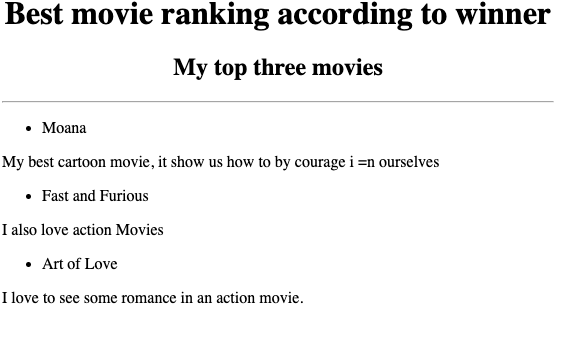 Best movie ranking according to winner
My top three movies
• Moana
My best cartoon movie, it show us how to by courage i =n ourselves
• Fast and Furious
I also love action Movies
• Art of Love
I love to see some romance in an action movie.